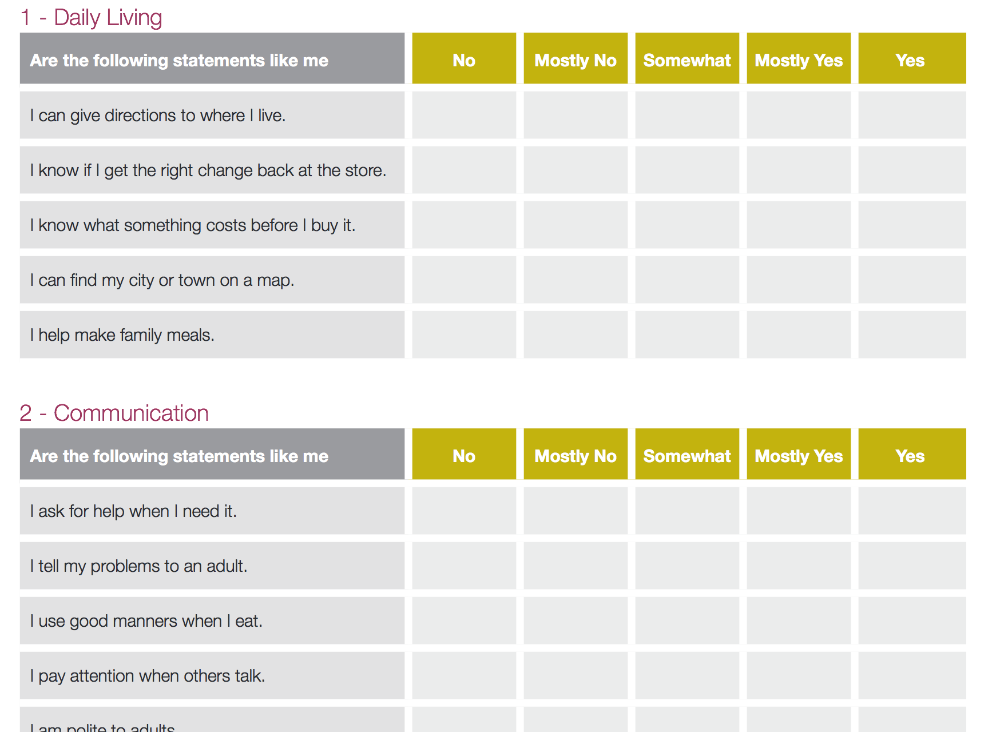 1 - Daily Living
Are the following statements like me No Mostly No Somewhat Mostly Yes Yes
I can give directions to where I live.
I know if I get the right change back at the store.
I know what something costs before I buy it.
I can find my city or town on a map.
I help make family meals.
2 - Communication
Are the following statements like me No Mostly No Somewhat Mostly Yes Yes
I ask for help when I need it.
I tell my problems to an adult.
I use good manners when I eat.
I pay attention when others talk.
I am polite to adults.